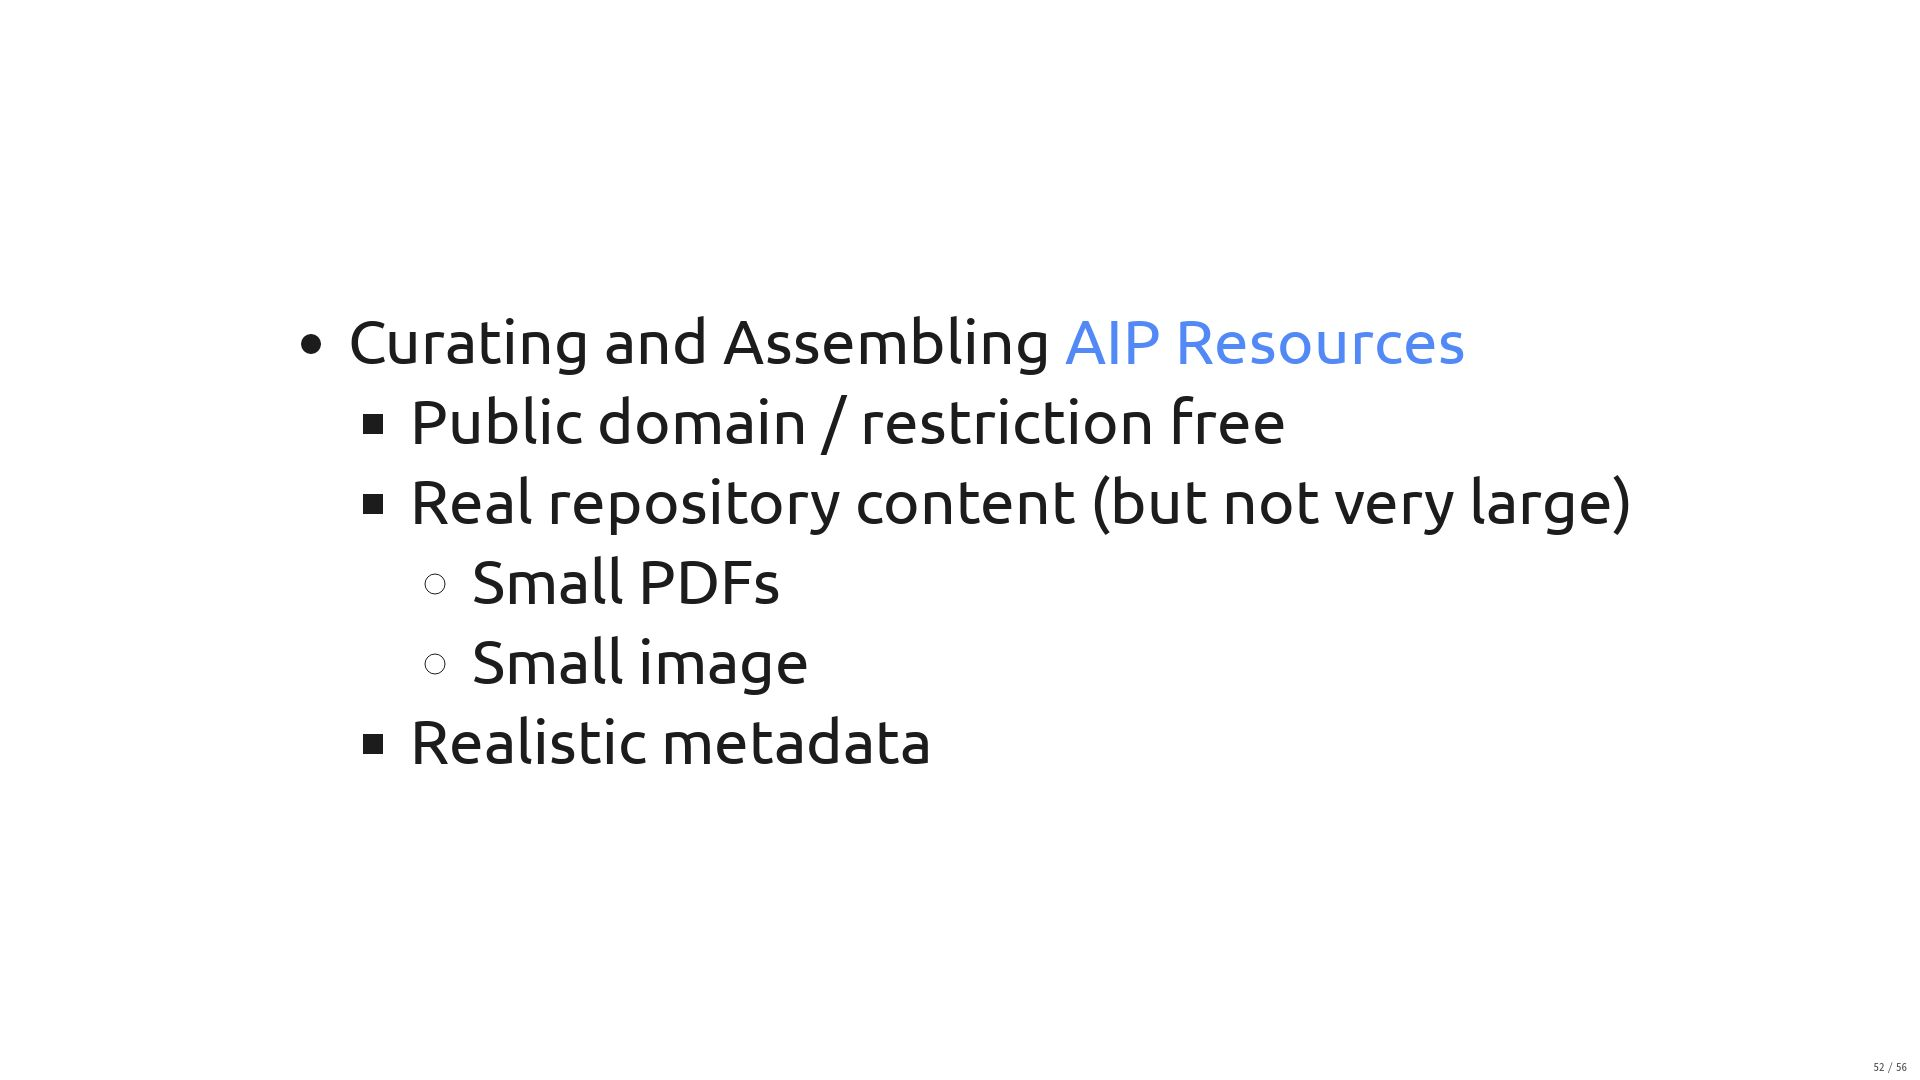 Curating and Assembling AIP Resources
Public domain / restriction free
Real repository content (but not very large)
Small PDFs
Small image
Realistic metadata
52 / 56